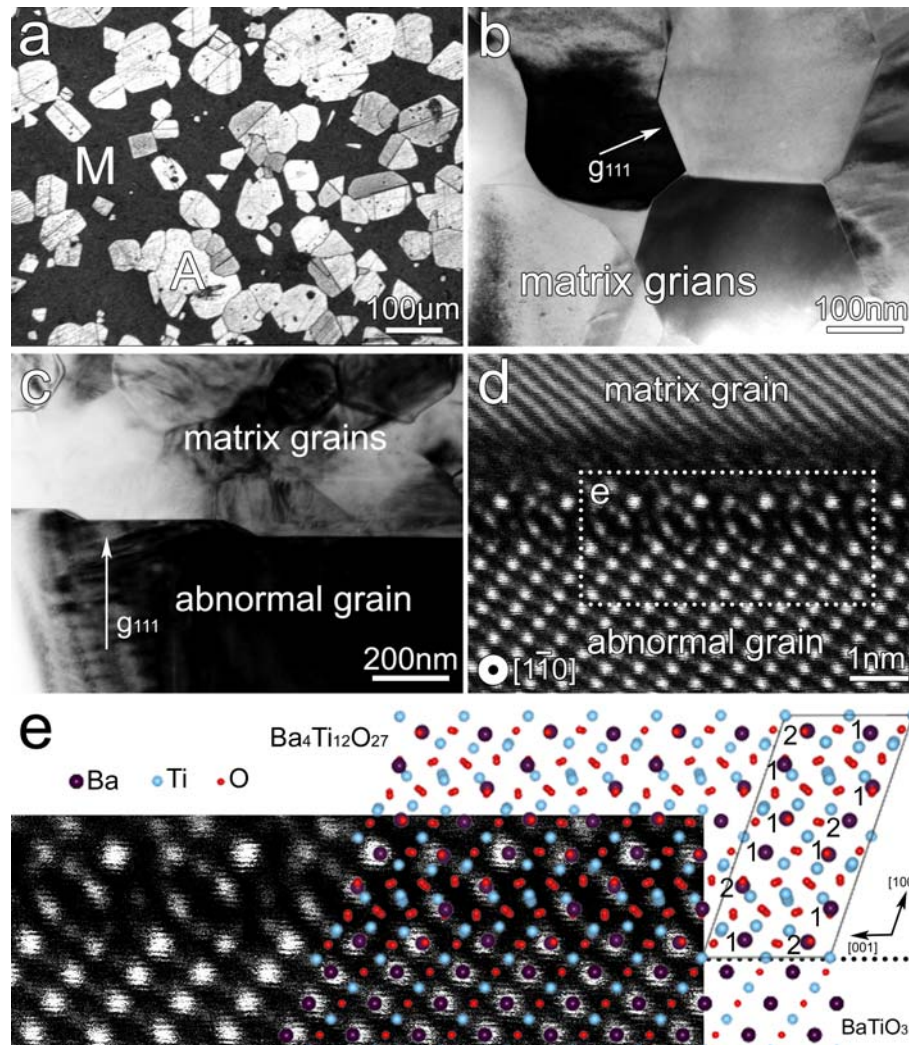 a
M
A
100μm
b
g111
matrix grians
100nm
c
matrix grains
g111
abnormal grain
200nm
d
matrix grain
e
abnormal grain
[11̄0]
1nm
e
Ba4Ti12O27
Ba Ti O
2 1
1
1
1 2
1 1
2
1
1 2
[100
[001]
BaTiO3